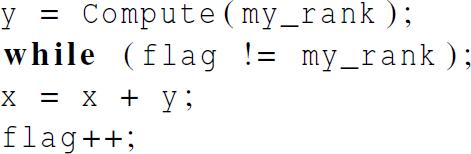 y = Compute(my_rank);
while (flag != my_rank);
x = x + y;
flag++;